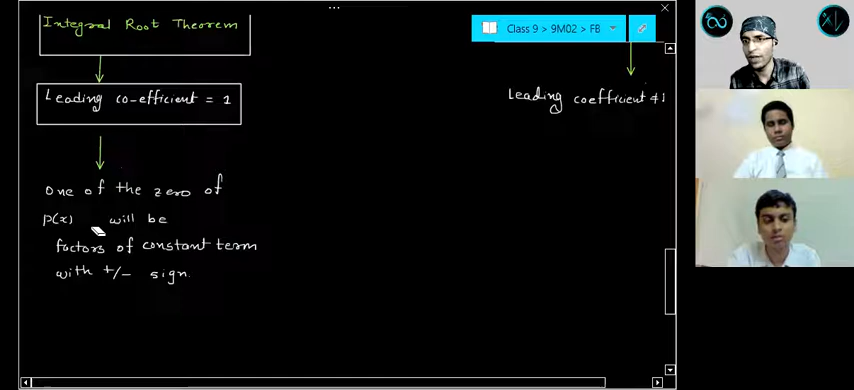 Integral Root Theorem
Class 9 > 9M02 > FB
Leading co-efficient = 1
Leading coefficient ≠ 1
One of the zero of
p(x) will be
factors of constant term
with +/- sign.